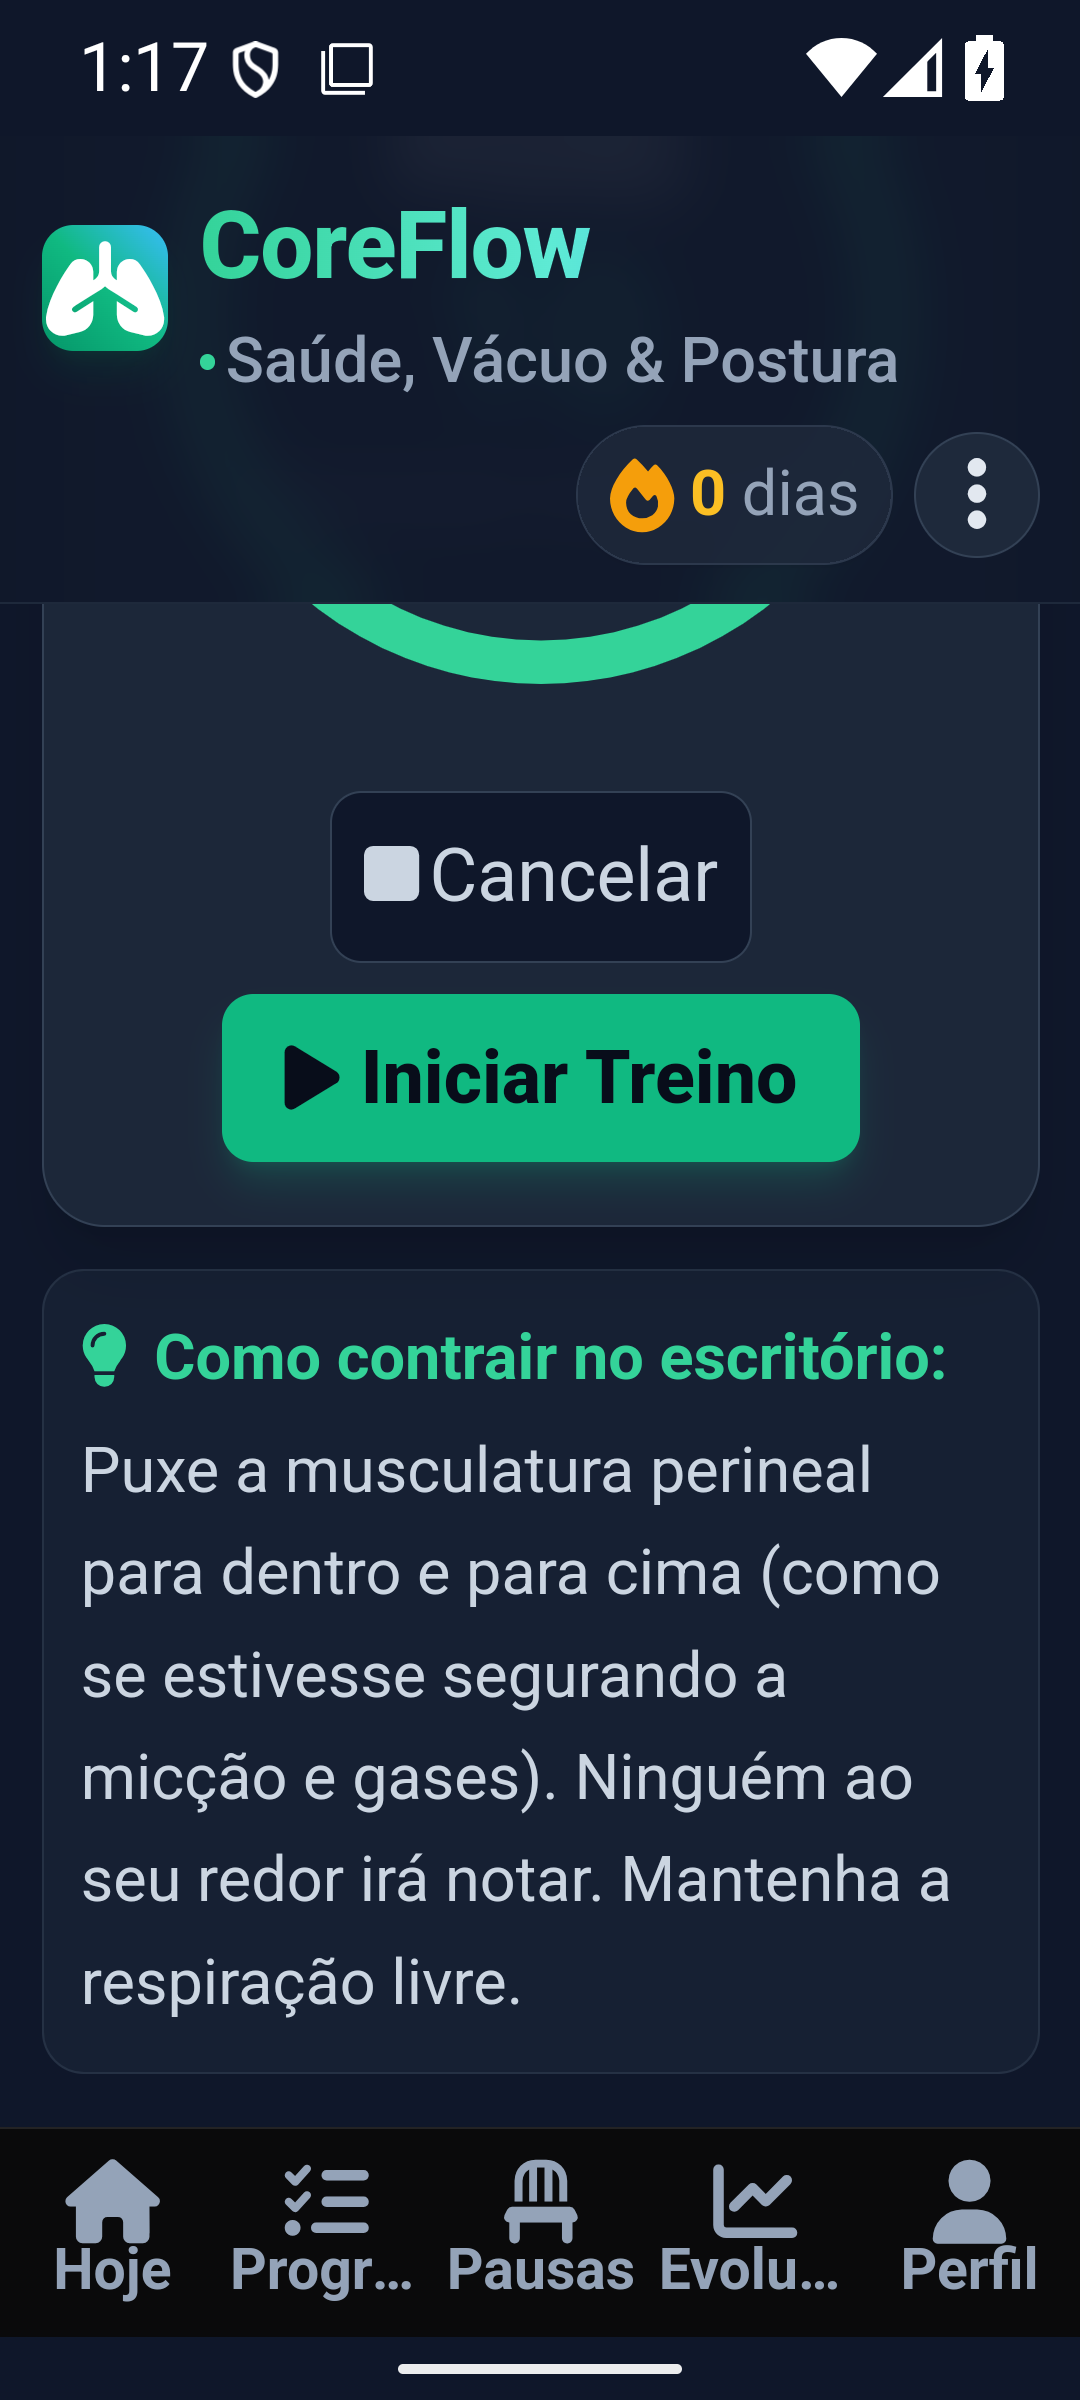 1:17
CoreFlow
Saúde, Vácuo & Postura
0 dias
Cancelar
Iniciar Treino
Como contrair no escritório:
Puxe a musculatura perineal
para dentro e para cima (como
se estivesse segurando a
micção e gases). Ninguém ao
seu redor irá notar. Mantenha a
respiração livre.
Hoje
Progr...
Pausas
Evolu...
Perfil